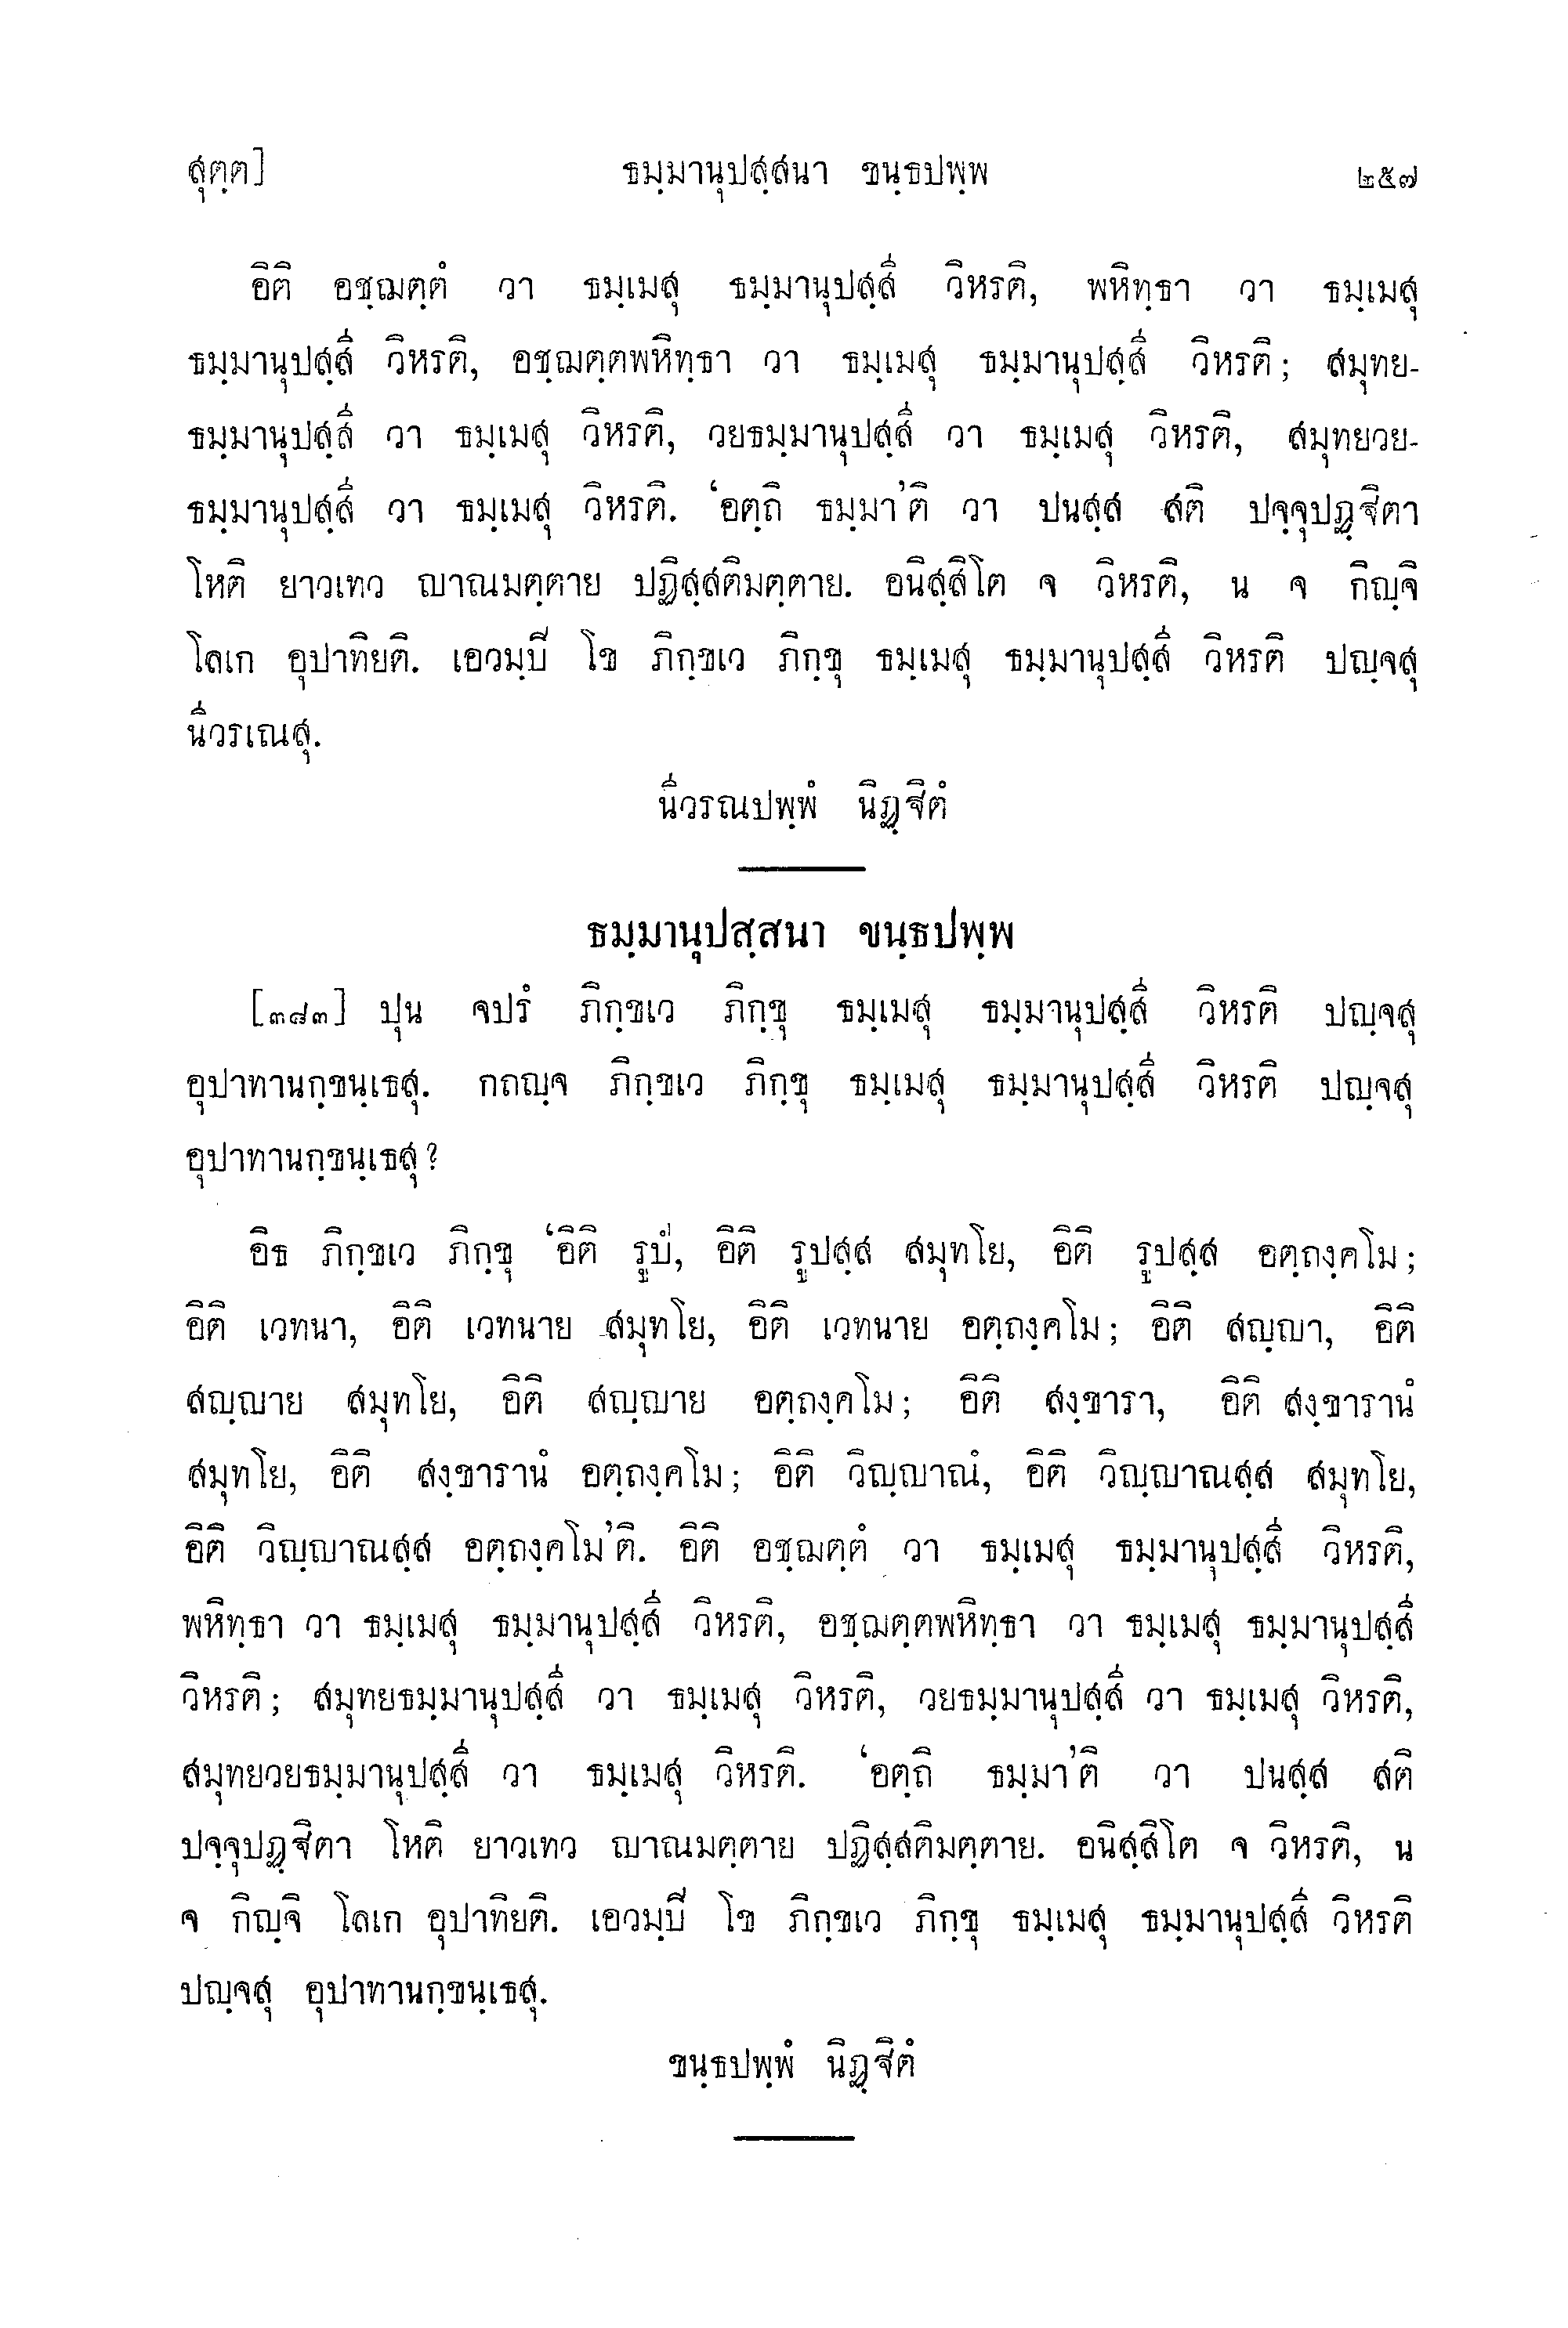 สุตฺต] ธมฺมานุปสฺสนา ขนฺธปพฺพ ๒๕๗
อิติ อชฺฌตฺตํ วา ธมฺเมสุ ธมฺมานุปสฺสี วิหรติ, พหิทฺธา วา ธมฺเมสุ
ธมฺมานุปสฺสี วิหรติ, อชฺฌตฺตพหิทฺธา วา ธมฺเมสุ ธมฺมานุปสฺสี วิหรติ; สมุทย-
ธมฺมานุปสฺสี วา ธมฺเมสุ วิหรติ, วยธมฺมานุปสฺสี วา ธมฺเมสุ วิหรติ, สมุทยวย-
ธมฺมานุปสฺสี วา ธมฺเมสุ วิหรติ. ‘อตฺถิ ธมฺมา’ติ วา ปนสฺส สติ ปจฺจุปฏฺฐิตา
โหติ ยาวเทว ญาณมตฺตาย ปฏิสฺสติมตฺตาย. อนิสฺสิโต จ วิหรติ, น จ กิญฺจิ
โลเก อุปาทิยติ. เอวมฺปี โข ภิกฺขเว ภิกฺขุ ธมฺเมสุ ธมฺมานุปสฺสี วิหรติ ปญฺจสุ
นีวรเณสุ.
นีวรณปพฺพํ นิฏฺฐิตํ
ธมฺมานุปสฺสนา ขนฺธปพฺพ
[๓๘๓] ปุน จปรํ ภิกฺขเว ภิกฺขุ ธมฺเมสุ ธมฺมานุปสฺสี วิหรติ ปญฺจสุ
อุปาทานกฺขนฺเธสุ. กถญฺจ ภิกฺขเว ภิกฺขุ ธมฺเมสุ ธมฺมานุปสฺสี วิหรติ ปญฺจสุ
อุปาทานกฺขนฺเธสุ?
อิธ ภิกฺขเว ภิกฺขุ ‘อิติ รูปํ, อิติ รูปสฺส สมุทโย, อิติ รูปสฺส อตฺถงฺคโม;
อิติ เวทนา, อิติ เวทนาย สมุทโย, อิติ เวทนาย อตฺถงฺคโม; อิติ สญฺญา, อิติ
สญฺญาย สมุทโย, อิติ สญฺญาย อตฺถงฺคโม; อิติ สงฺขารา, อิติ สงฺขารานํ
สมุทโย, อิติ สงฺขารานํ อตฺถงฺคโม; อิติ วิญฺญาณํ, อิติ วิญฺญาณสฺส สมุทโย,
อิติ วิญฺญาณสฺส อตฺถงฺคโม’ติ. อิติ อชฺฌตฺตํ วา ธมฺเมสุ ธมฺมานุปสฺสี วิหรติ,
พหิทฺธา วา ธมฺเมสุ ธมฺมานุปสฺสี วิหรติ, อชฺฌตฺตพหิทฺธา วา ธมฺเมสุ ธมฺมานุปสฺสี
วิหรติ; สมุทยธมฺมานุปสฺสี วา ธมฺเมสุ วิหรติ, วยธมฺมานุปสฺสี วา ธมฺเมสุ วิหรติ,
สมุทยวยธมฺมานุปสฺสี วา ธมฺเมสุ วิหรติ. ‘อตฺถิ ธมฺมา’ติ วา ปนสฺส สติ
ปจฺจุปฏฺฐิตา โหติ ยาวเทว ญาณมตฺตาย ปฏิสฺสติมตฺตาย. อนิสฺสิโต จ วิหรติ, น
จ กิญฺจิ โลเก อุปาทิยติ. เอวมฺปี โข ภิกฺขเว ภิกฺขุ ธมฺเมสุ ธมฺมานุปสฺสี วิหรติ
ปญฺจสุ อุปาทานกฺขนฺเธสุ.
ขนฺธปพฺพํ นิฏฺฐิตํ